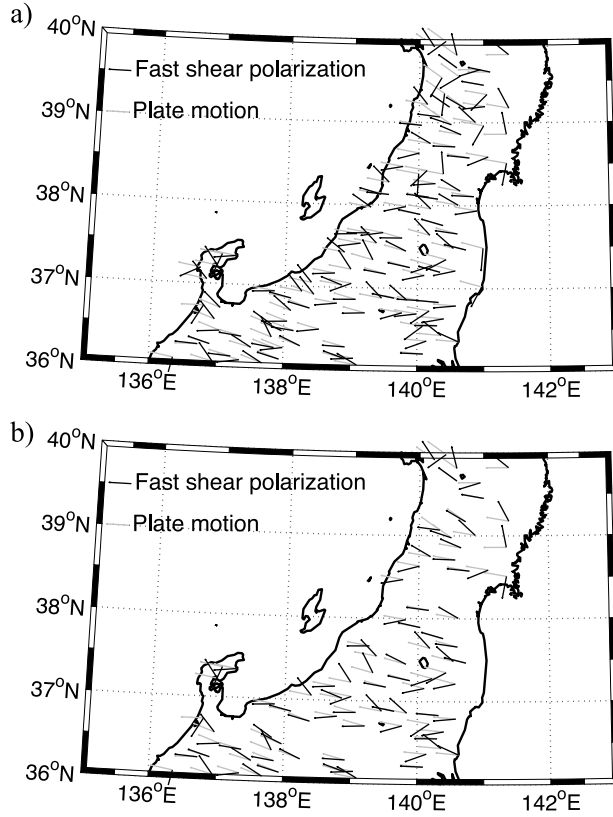 a)
40°N
Fast shear polarization
39°N
Plate motion
38°N
37°N
36°N
136°E 138°E 140°E 142°E
b)
40°N
Fast shear polarization
39°N
Plate motion
38°N
37°N
36°N
136°E 138°E 140°E 142°E